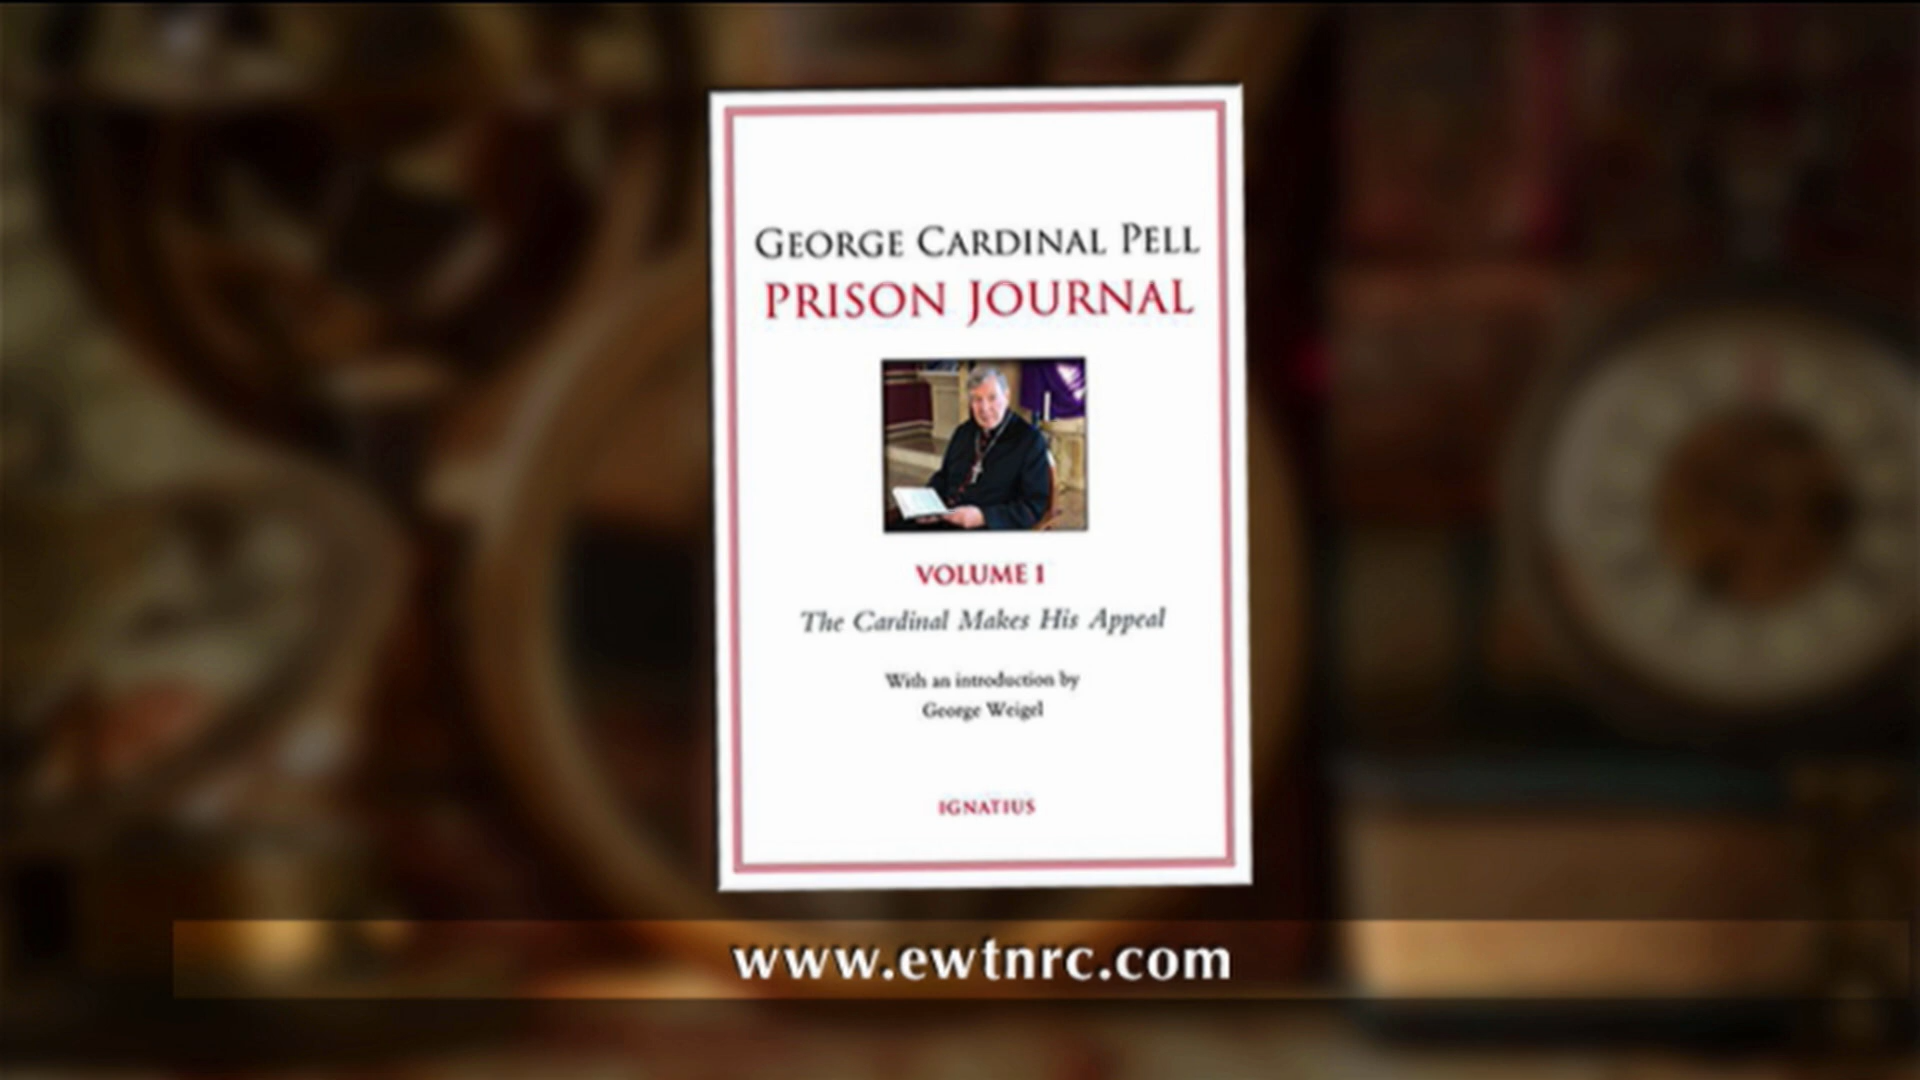 GEORGE CARDINAL PELL
PRISON JOURNAL
VOLUME 1
The Cardinal Makes His Appeal
With an introduction by
George Weigel
IGNATIUS
www.ewtnrc.com